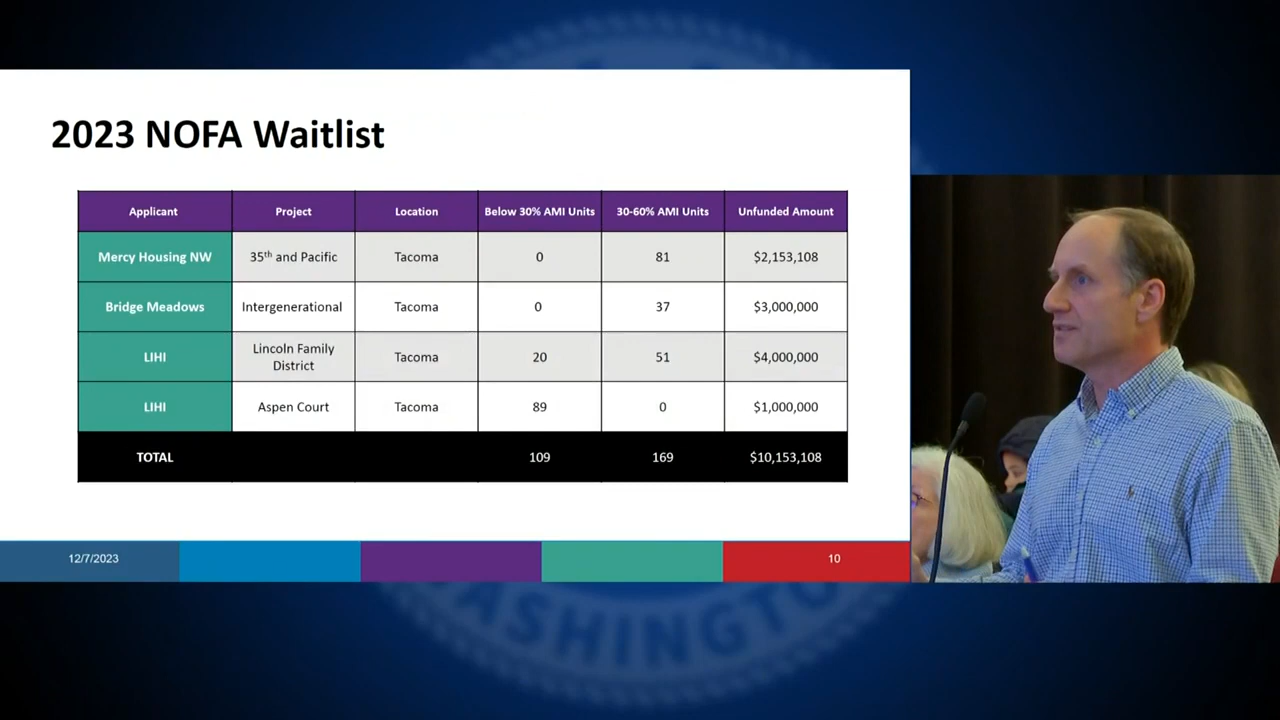 2023 NOFA Waitlist
Applicant Project Location Below 30% AMI Units 30-60% AMI Units Unfunded Amount
Mercy Housing NW 35th and Pacific Tacoma 0 81 $2,153,108
Bridge Meadows Intergenerational Tacoma 0 37 $3,000,000
LIHI Lincoln Family District Tacoma 20 51 $4,000,000
LIHI Aspen Court Tacoma 89 0 $1,000,000
TOTAL 109 169 $10,153,108
12/7/2023 10
WASHINGTO